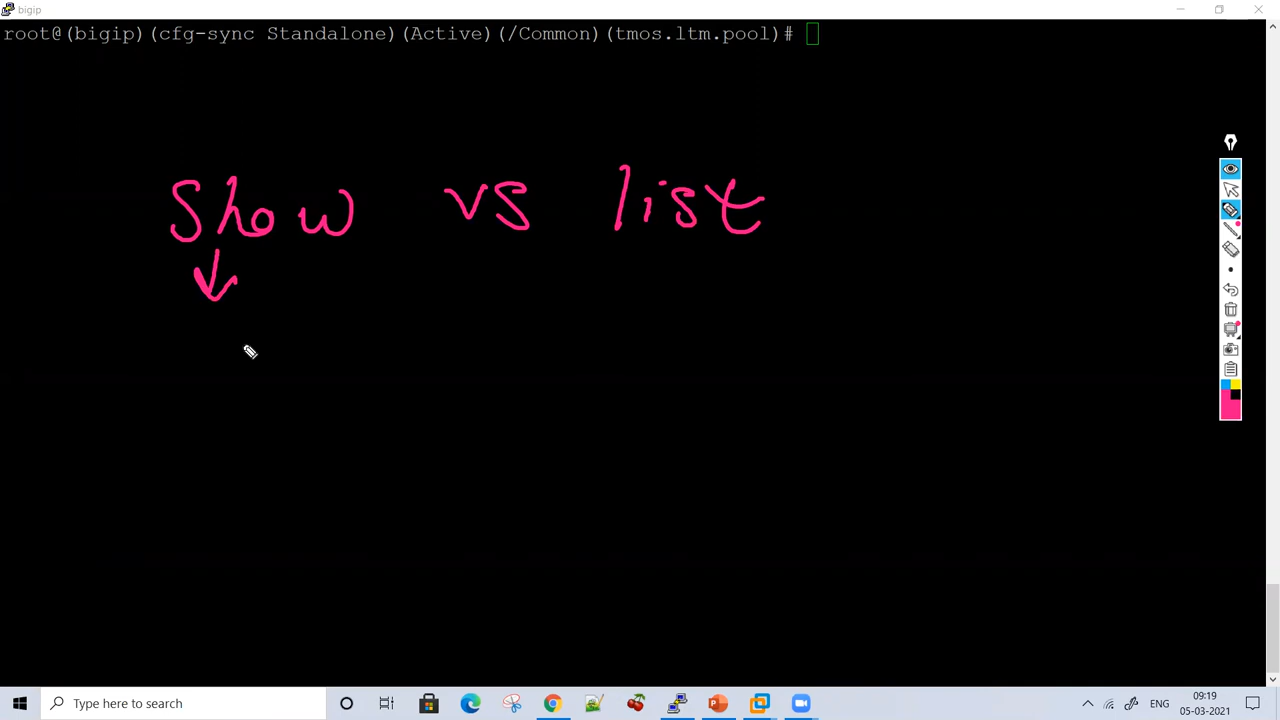 bigip
root@(bigip)(cfg-sync Standalone)(Active)(/Common)(tmos.ltm.pool)#
Show vs list
Type here to search
ENG
09:19
05-03-2021